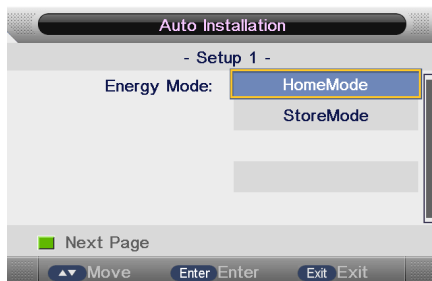 Auto Installation
- Setup 1 -
Energy Mode: HomeMode
StoreMode
Next Page
▲▼ Move Enter Enter Exit Exit